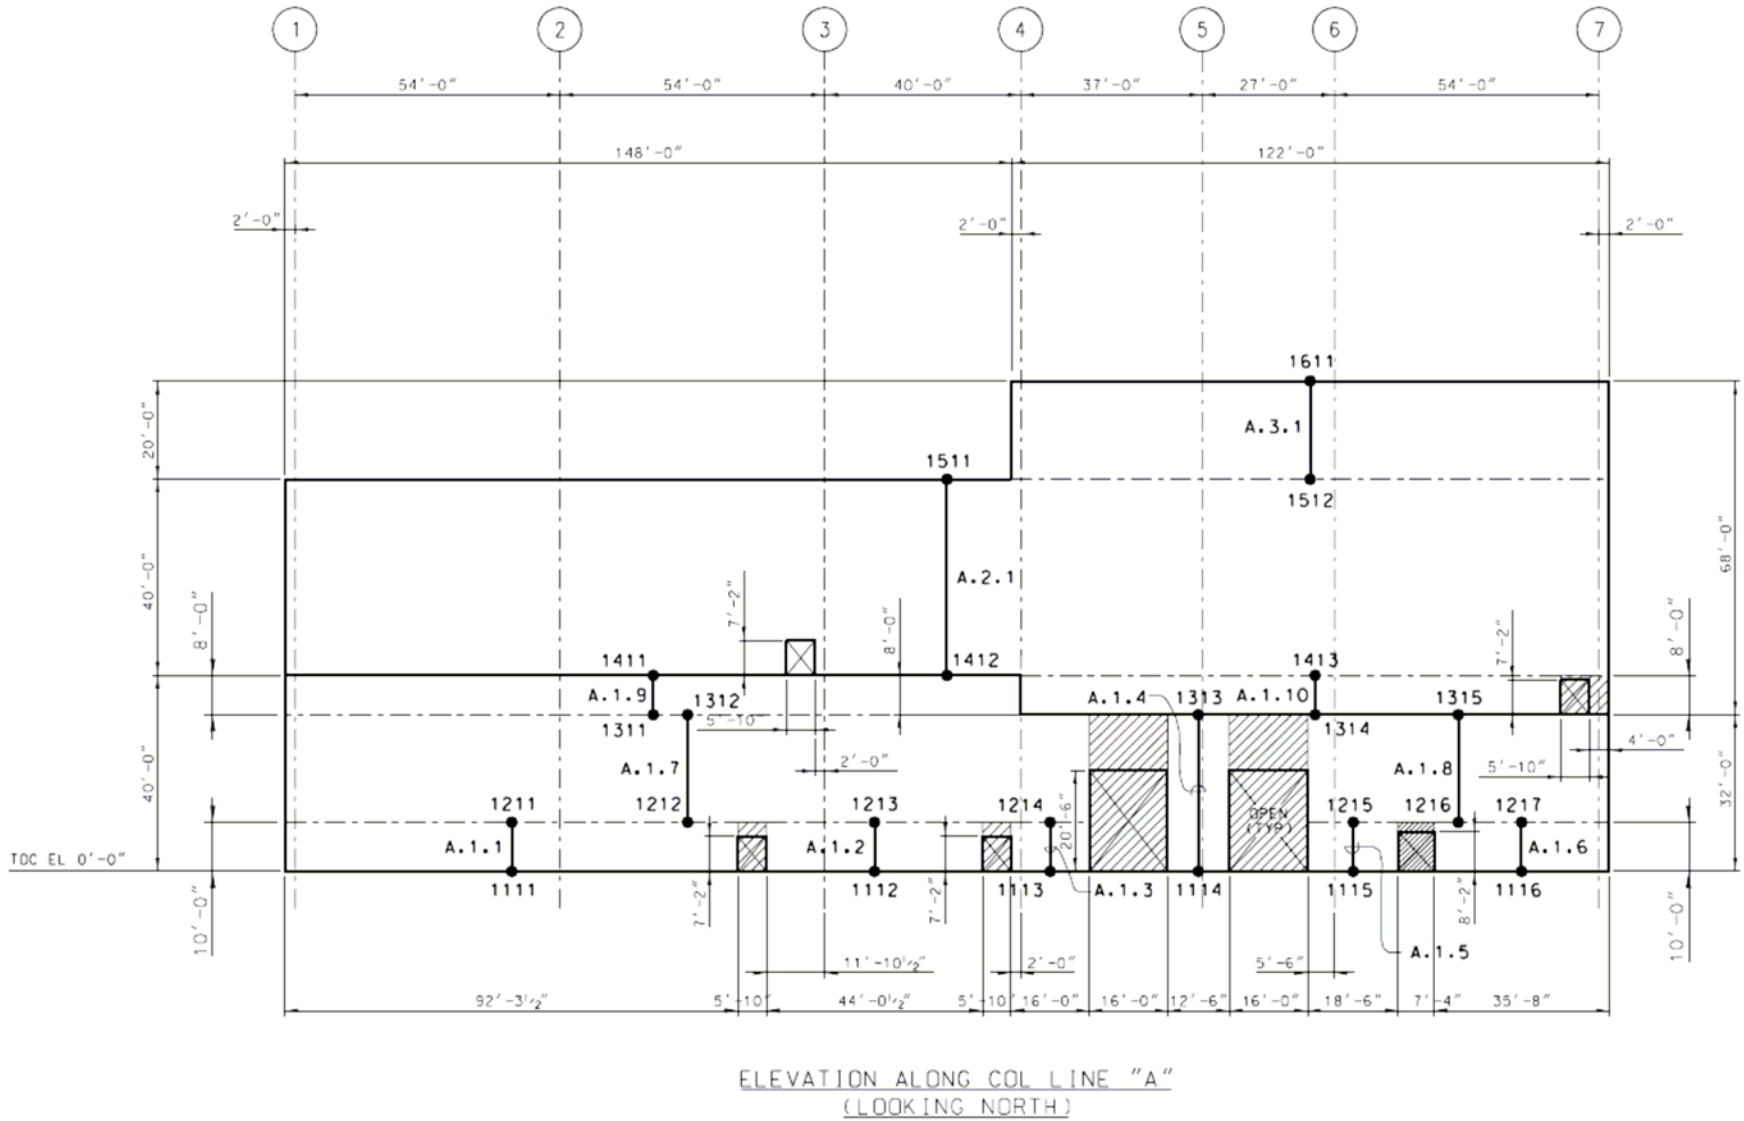 1 2 3 4 5 6 7
54'-0" 54'-0" 40'-0" 37'-0" 27'-0" 54'-0"
148'-0" 122'-0"
2'-0" 2'-0" 2'-0"
1611
20'-0"
A.3.1
1511
1512
40'-0"
A.2.1
68'-0"
8'-0" 7'-2" 8'-0" 7'-2" 8'-0"
1411 1412 1413
A.1.9 1312 A.1.4 1313 A.1.10 1315
1311 5'-10" 1314
4'-0"
40'-0" A.1.7 2'-0" A.1.8 5'-10"
32'-0"
1211 1212 1213 1214 20'-6" OPEN 1215 1216 1217
(TYP)
A.1.1 A.1.2 A.1.6
TOC EL 0'-0"
1111 1112 1113 A.1.3 1114 1115 1116
10'-0" 7'-2" 7'-2" 8'-2" 10'-0"
A.1.5
11'-10½" 2'-0" 5'-6"
92'-3½" 5'-10" 44'-0½" 5'-10' 16'-0" 16'-0" 12'-6" 16'-0" 18'-6" 7'-4" 35'-8"
ELEVATION ALONG COL LINE "A"
(LOOKING NORTH)